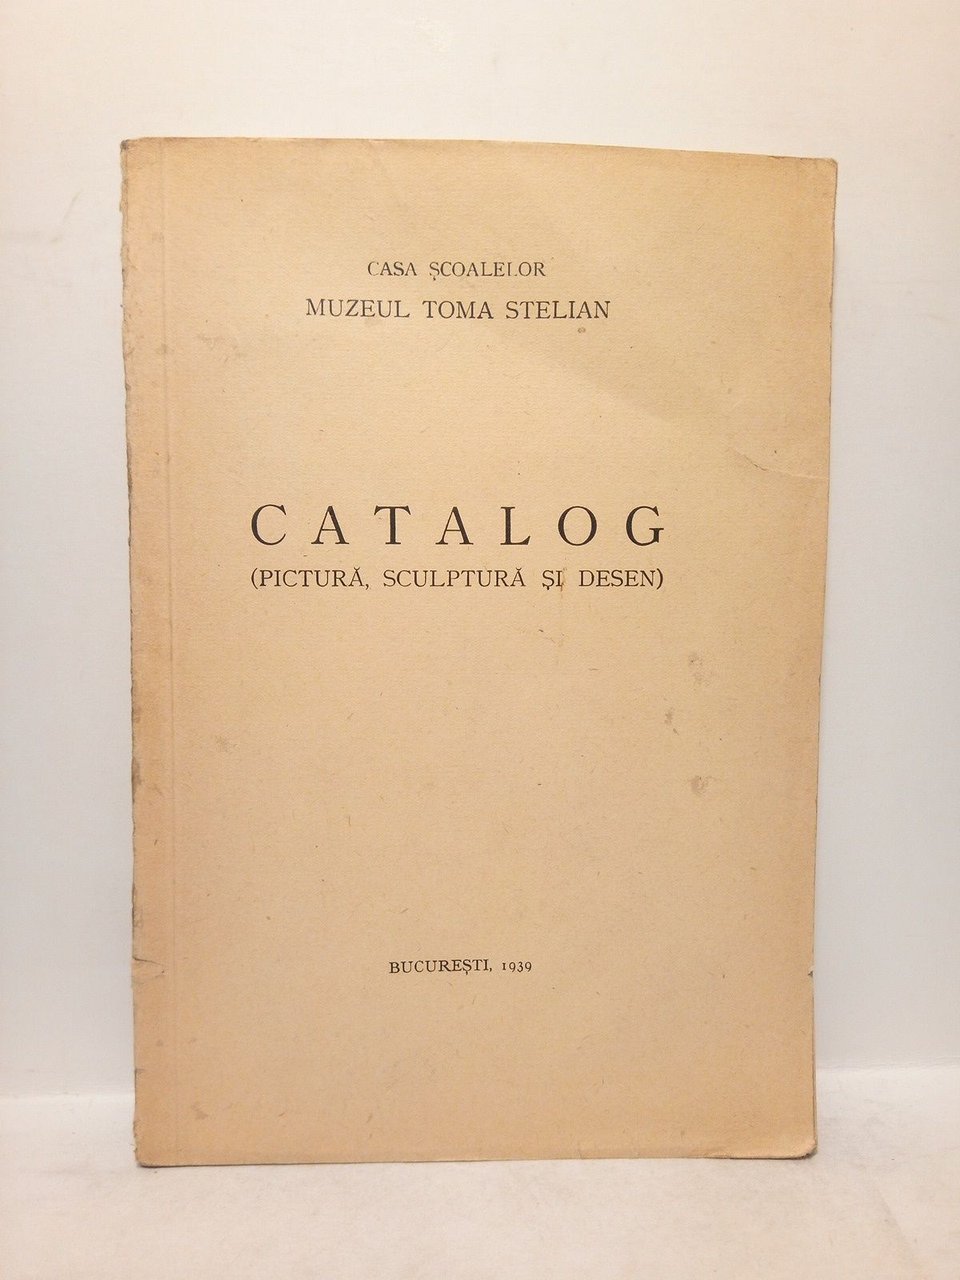 CASA ȘCOALELOR
MUZEUL TOMA STELIAN
CATALOG
(PICTURĂ, SCULPTURĂ ȘI DESEN)
BUCUREȘTI, 1939